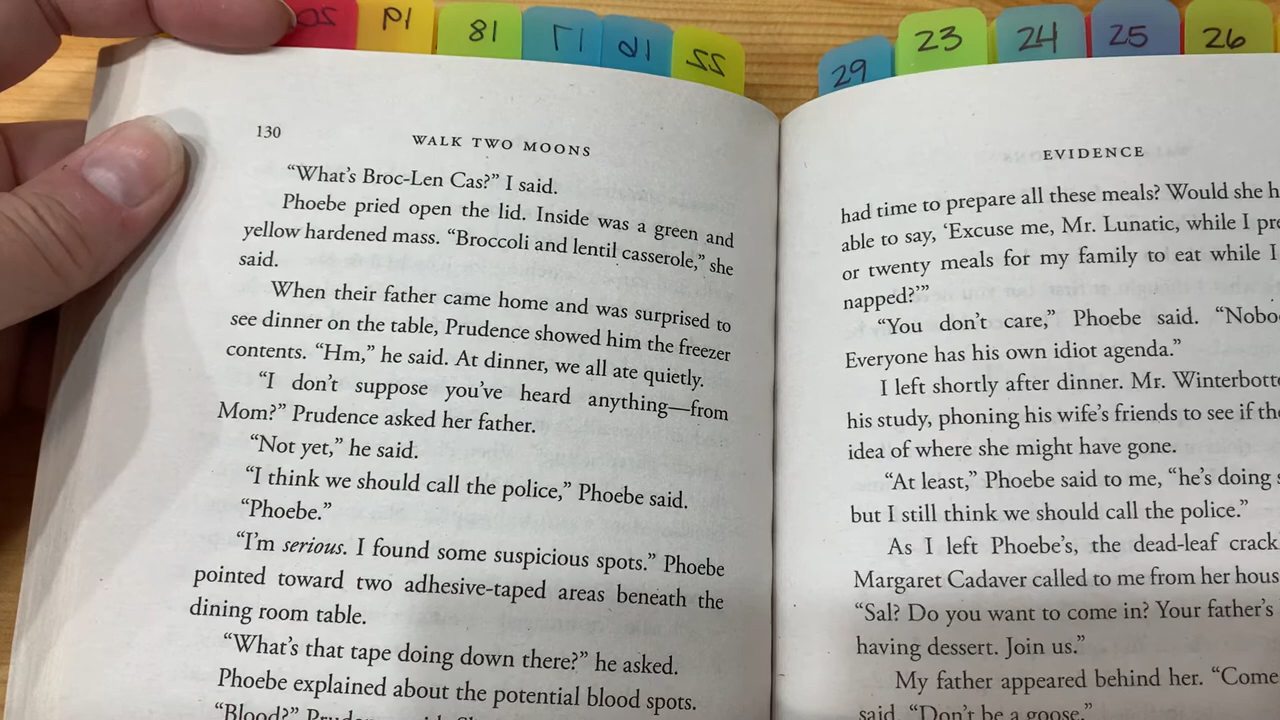 20
19
18
17
16
22
29
23
24
25
26
130
WALK TWO MOONS
“What’s Broc-Len Cas?” I said.
Phoebe pried open the lid. Inside was a green and
yellow hardened mass. “Broccoli and lentil casserole,” she
said.
When their father came home and was surprised to
see dinner on the table, Prudence showed him the freezer
contents. “Hm,” he said. At dinner, we all ate quietly.
“I don’t suppose you’ve heard anything—from
Mom?” Prudence asked her father.
“Not yet,” he said.
“I think we should call the police,” Phoebe said.
“Phoebe.”
“I’m serious. I found some suspicious spots.” Phoebe
pointed toward two adhesive-taped areas beneath the
dining room table.
“What’s that tape doing down there?” he asked.
Phoebe explained about the potential blood spots.
“Blood?”
EVIDENCE
had time to prepare all these meals? Would she
able to say, ‘Excuse me, Mr. Lunatic, while I
or twenty meals for my family to eat while I
napped?’”
“You don’t care,” Phoebe said.
Everyone has his own idiot agenda.”
I left shortly after dinner. Mr.
his study, phoning his wife’s friends to see if
idea of where she might have gone.
“At least,” Phoebe said to me, “he’s doing
but I still think we should call the police.”
As I left Phoebe’s, the dead-leaf
Margaret Cadaver called to me from her
“Sal? Do you want to come in? Your father’s
having dessert. Join us.”
My father appeared behind her. “Come
said. “Don’t be a goose.”